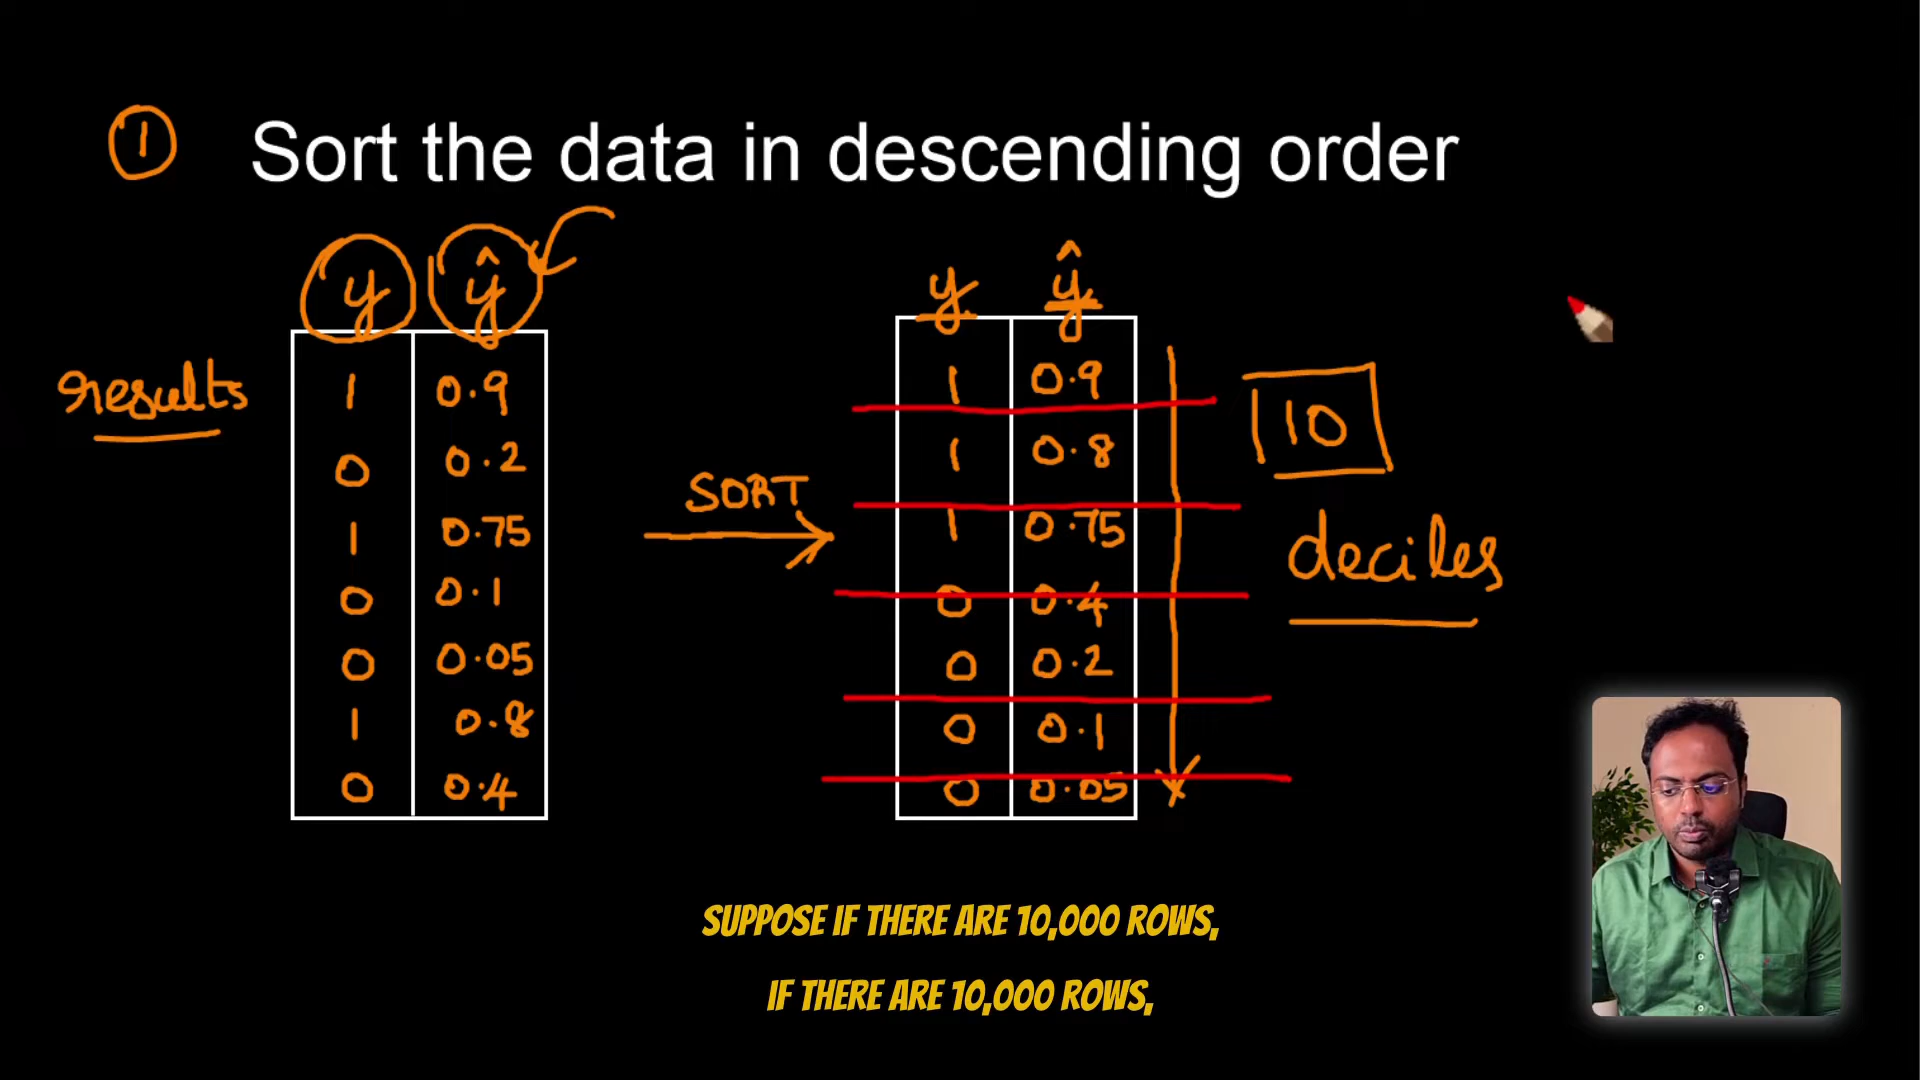 1 Sort the data in descending order
y ŷ
results
1 0.9
0 0.2
1 0.75
0 0.1
0 0.05
1 0.8
0 0.4
SORT
y ŷ
1 0.9
1 0.8
1 0.75
0 0.4
0 0.2
0 0.1
0 0.05
10
deciles
SUPPOSE IF THERE ARE 10,000 ROWS,
IF THERE ARE 10,000 ROWS,